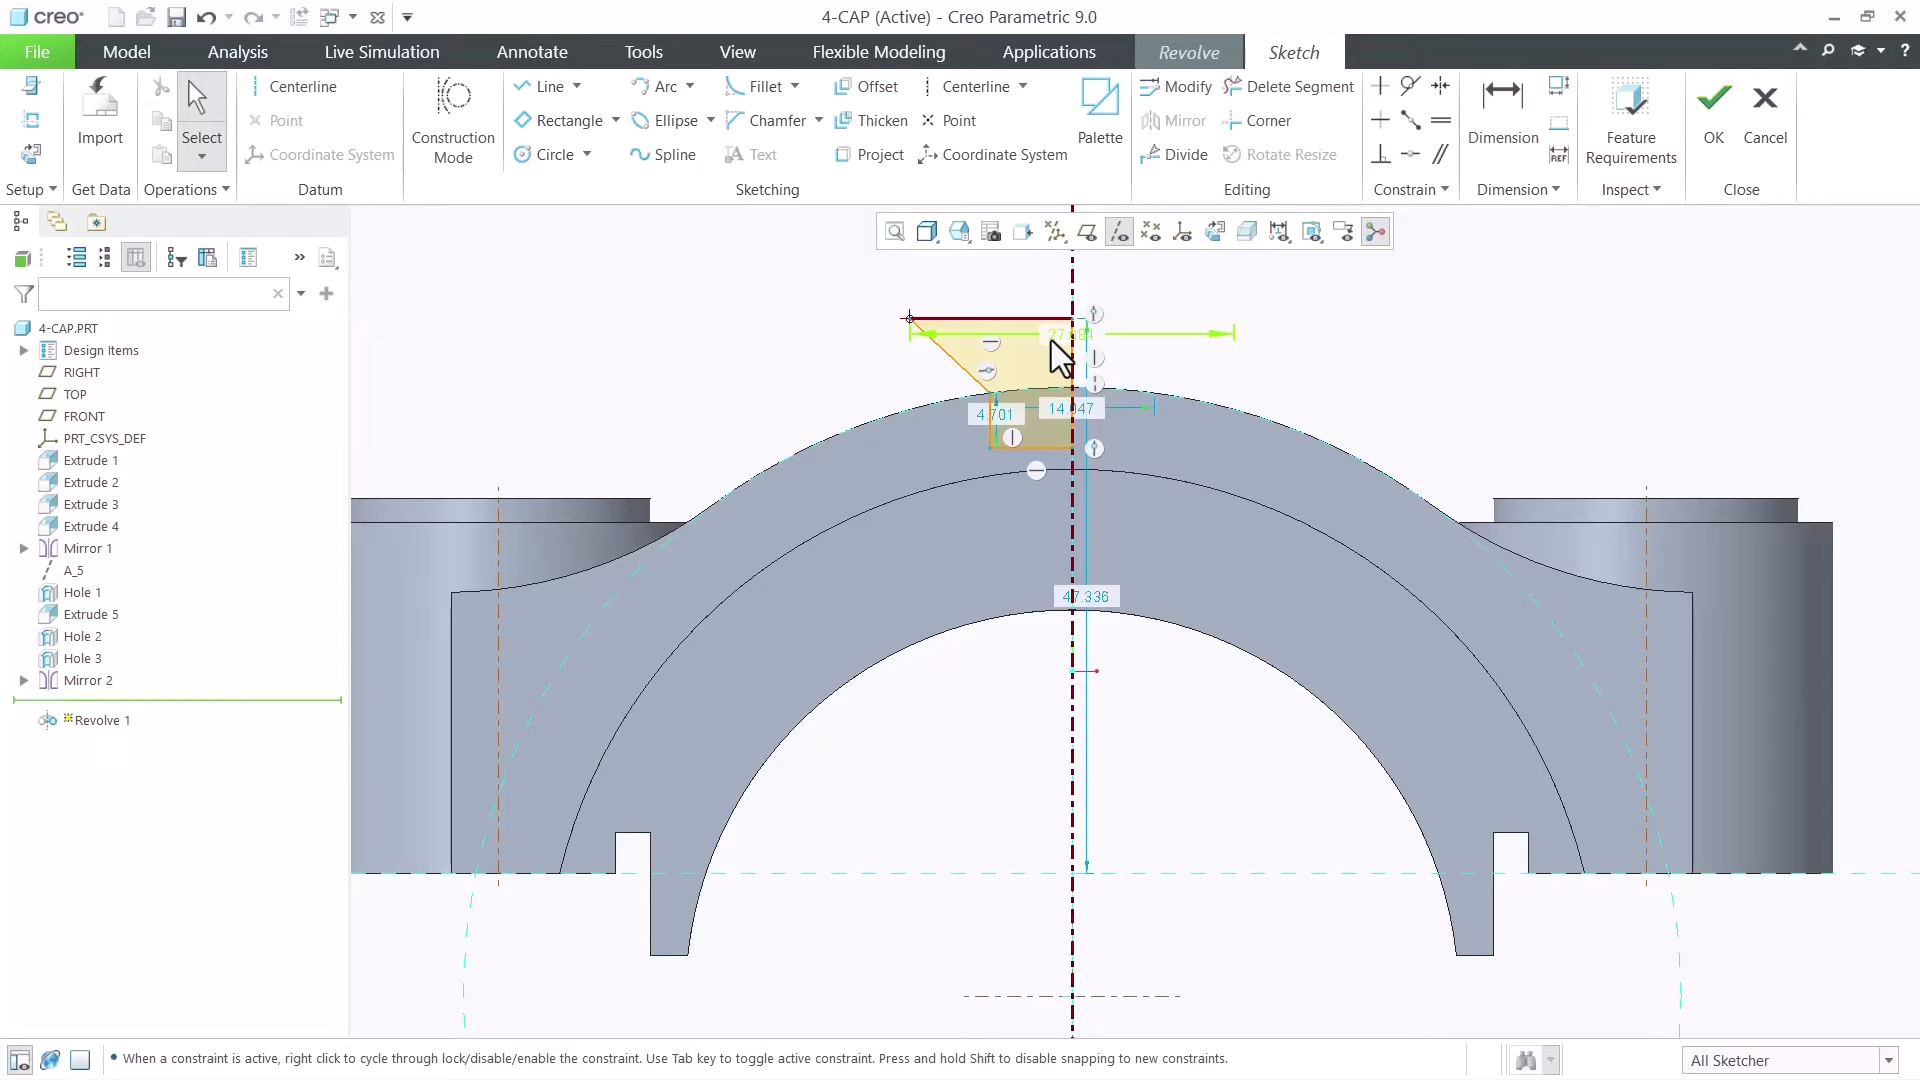 creo®
4-CAP (Active) - Creo Parametric 9.0
File Model Analysis Live Simulation Annotate Tools View Flexible Modeling Applications Revolve Sketch
Centerline Line Arc Fillet Offset Centerline Modify Delete Segment
Point Rectangle Ellipse Chamfer Thicken Point Mirror Corner
Import Select Construction Mode Palette Dimension Feature Requirements OK Cancel
Coordinate System Circle Spline Text Project Coordinate System Divide Rotate Resize
REF
Setup Get Data Operations Datum Sketching Editing Constrain Dimension Inspect Close
4-CAP.PRT
Design Items
RIGHT
TOP
FRONT
PRT_CSYS_DEF
Extrude 1
Extrude 2
Extrude 3
Extrude 4
Mirror 1
A_5
Hole 1
Extrude 5
Hole 2
Hole 3
Mirror 2
Revolve 1
4.701
14.047
47.336
When a constraint is active, right click to cycle through lock/disable/enable the constraint. Use Tab key to toggle active constraint. Press and hold Shift to disable snapping to new constraints.
All Sketcher